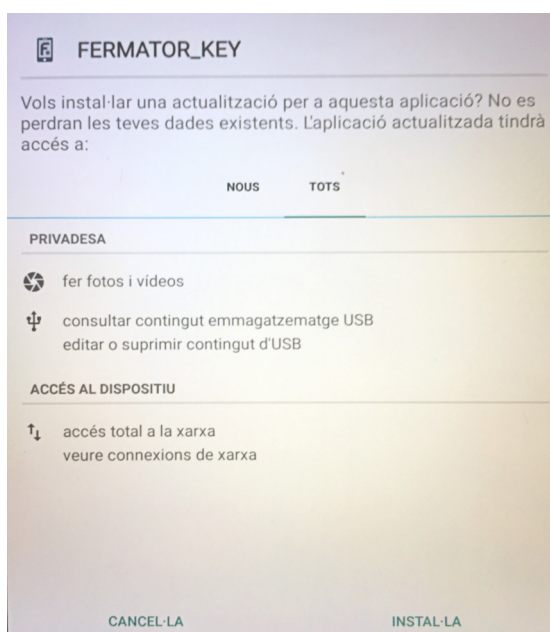 FERMATOR_KEY
Vols instal·lar una actualització per a aquesta aplicació? No es
perdran les teves dades existents. L'aplicació actualitzada tindrà
accés a:
NOUS TOTS
PRIVADESA
fer fotos i vídeos
consultar contingut emmagatzematge USB
editar o suprimir contingut d'USB
ACCÉS AL DISPOSITIU
accés total a la xarxa
veure connexions de xarxa
CANCEL·LA INSTAL·LA